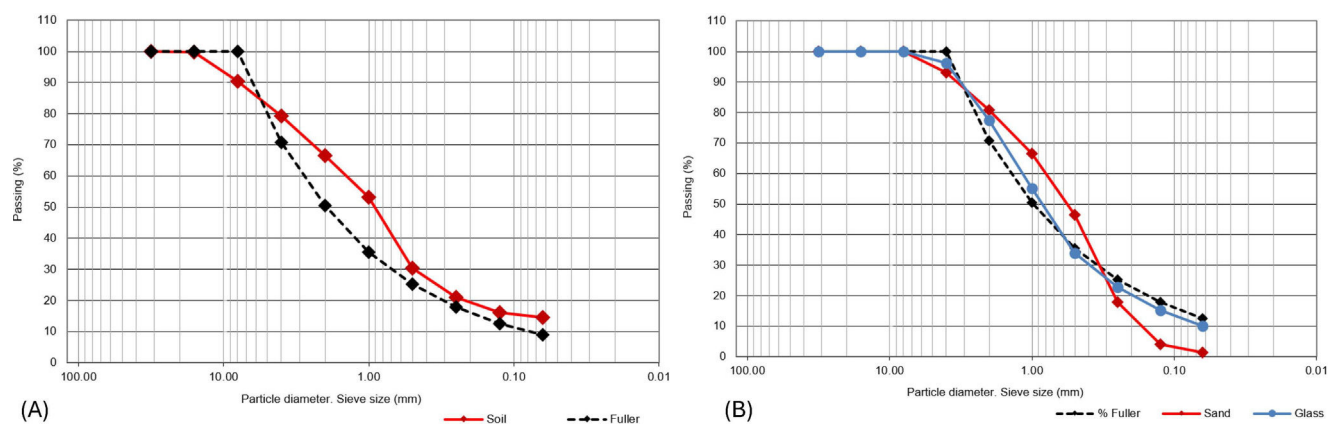 110
100
90
80
70
60
50
40
30
20
10
0
Passing (%)
100.00 10.00 1.00 0.10 0.01
Particle diameter. Sieve size (mm)
(A)
Soil Fuller
110
100
90
80
70
60
50
40
30
20
10
0
Passing (%)
100.00 10.00 1.00 0.10 0.01
Particle diameter. Sieve size (mm)
(B)
% Fuller Sand Glass